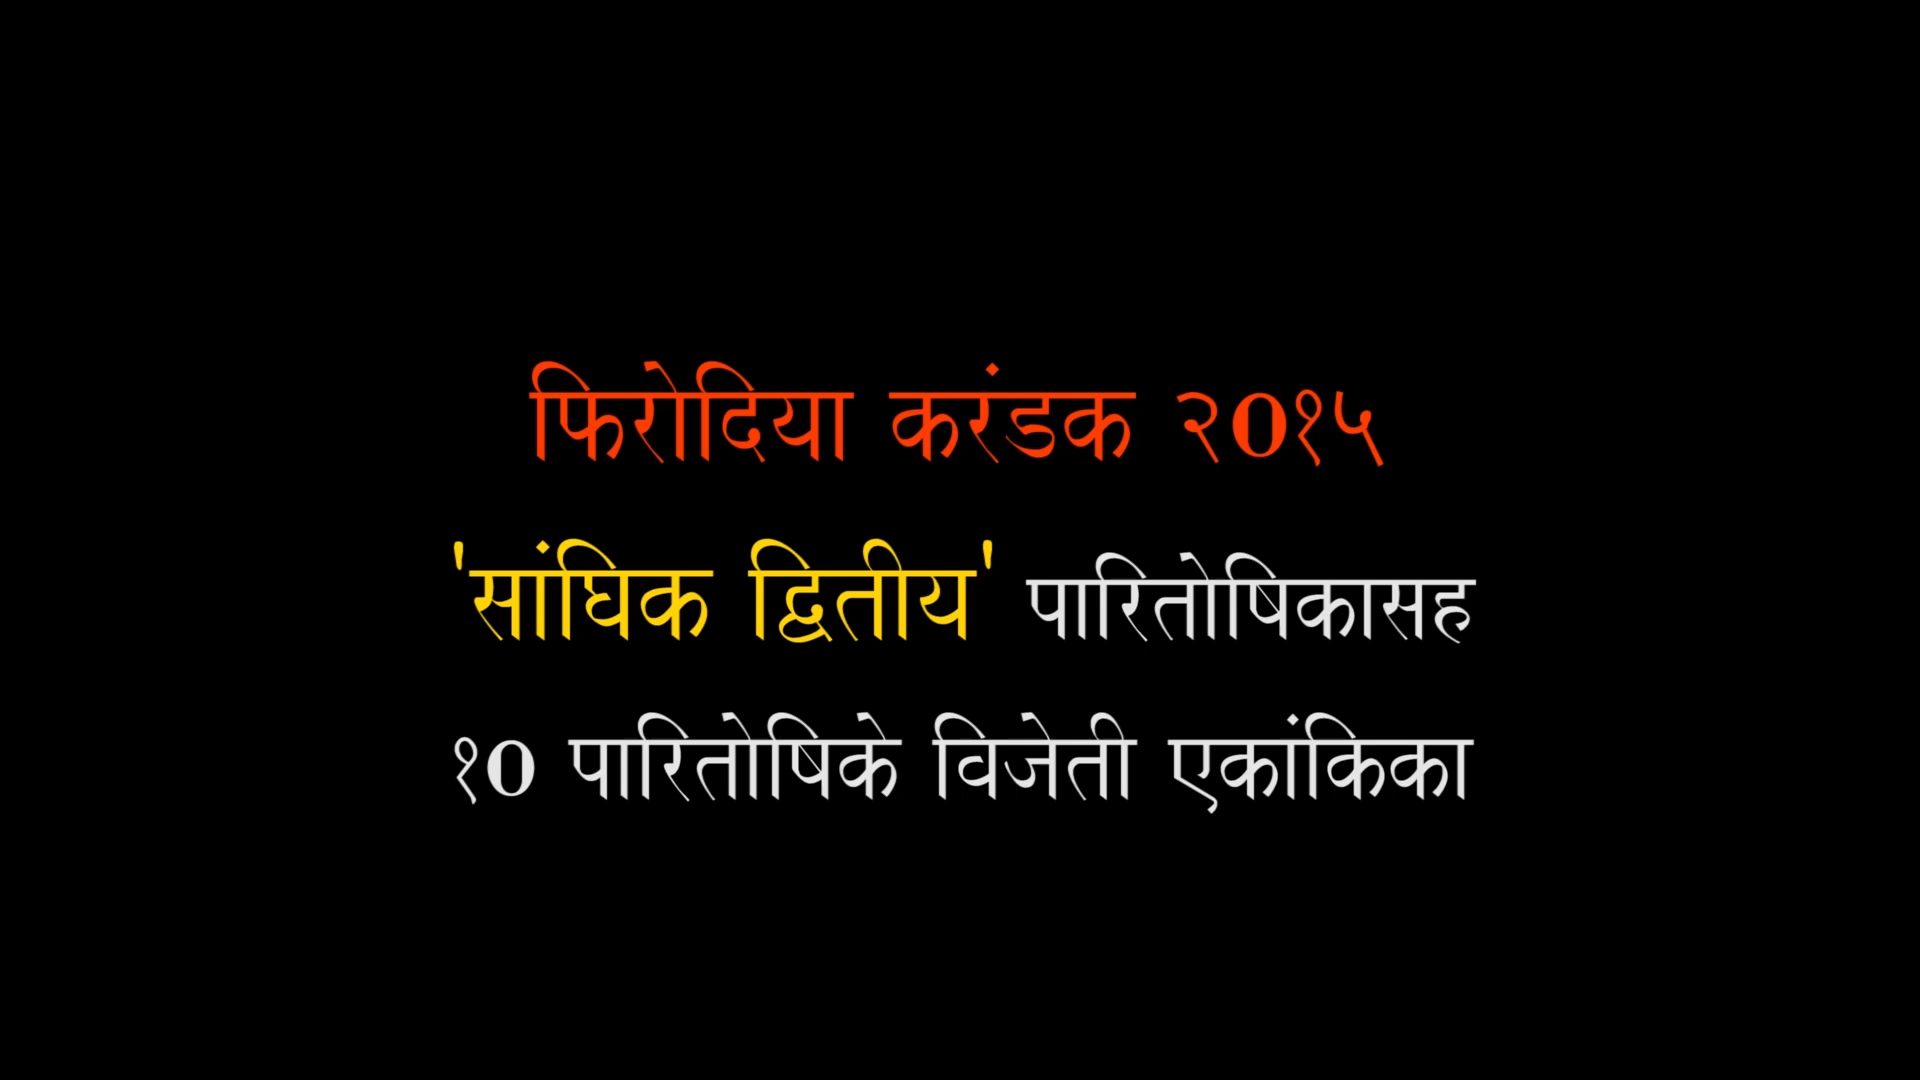 फिरोदिया करंडक २०१५
'सांघिक द्वितीय' पारितोषिकासह
१० पारितोषिके विजेती एकांकिका